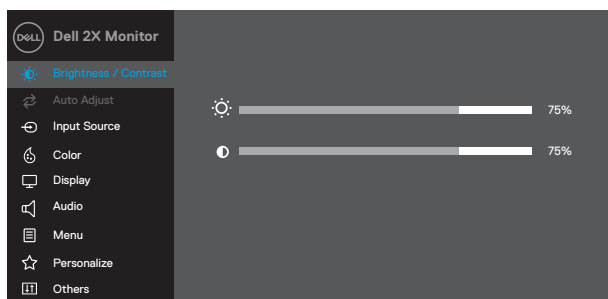 DELL
Dell 2X Monitor
Brightness / Contrast
Auto Adjust
75%
Input Source
Color
75%
Display
Audio
Menu
Personalize
Others